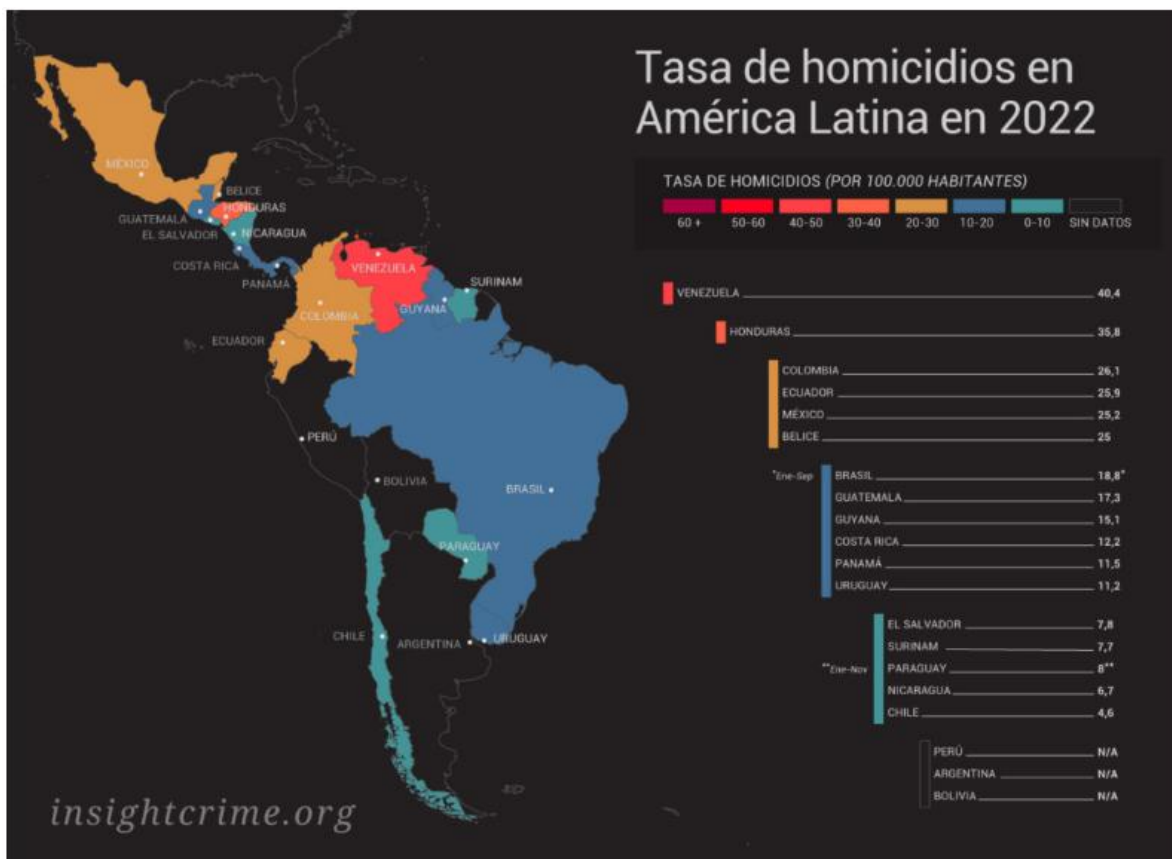 Tasa de homicidios en
América Latina en 2022
TASA DE HOMICIDIOS (POR 100.000 HABITANTES)
60 + 50-60 40-50 30-40 20-30 10-20 0-10 SIN DATOS
VENEZUELA 40,4
HONDURAS 35,8
COLOMBIA 26,1
ECUADOR 25,9
MÉXICO 25,2
BELICE 25
*Ene-Sep BRASIL 18,8*
GUATEMALA 17,3
GUYANA 15,1
COSTA RICA 12,2
PANAMÁ 11,5
URUGUAY 11,2
EL SALVADOR 7,8
SURINAM 7,7
**Ene-Nov PARAGUAY 8**
NICARAGUA 6,7
CHILE 4,6
PERÚ N/A
ARGENTINA N/A
BOLIVIA N/A
MÉXICO
BELICE
HONDURAS
GUATEMALA
EL SALVADOR
NICARAGUA
COSTA RICA
PANAMÁ
VENEZUELA
SURINAM
GUYANA
COLOMBIA
ECUADOR
PERÚ
BOLIVIA
BRASIL
PARAGUAY
CHILE
ARGENTINA
URUGUAY
insightcrime.org